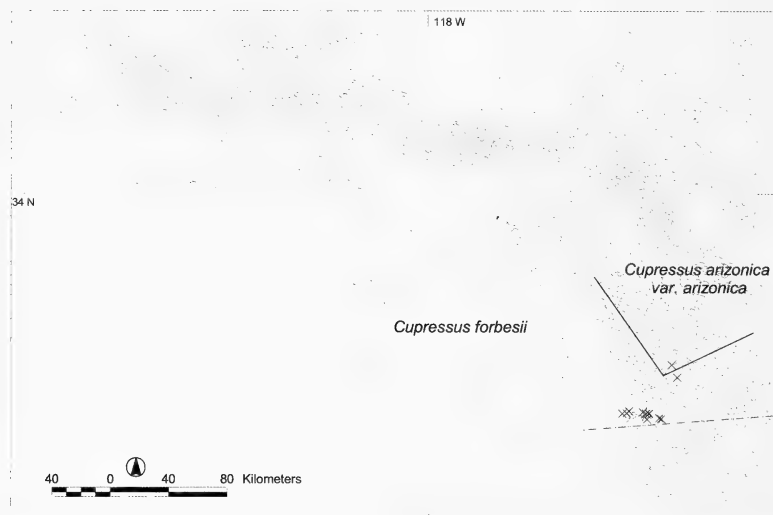 118 W
34 N
Cupressus arizonica
var. arizonica
Cupressus forbesii
40 0 40 80 Kilometers